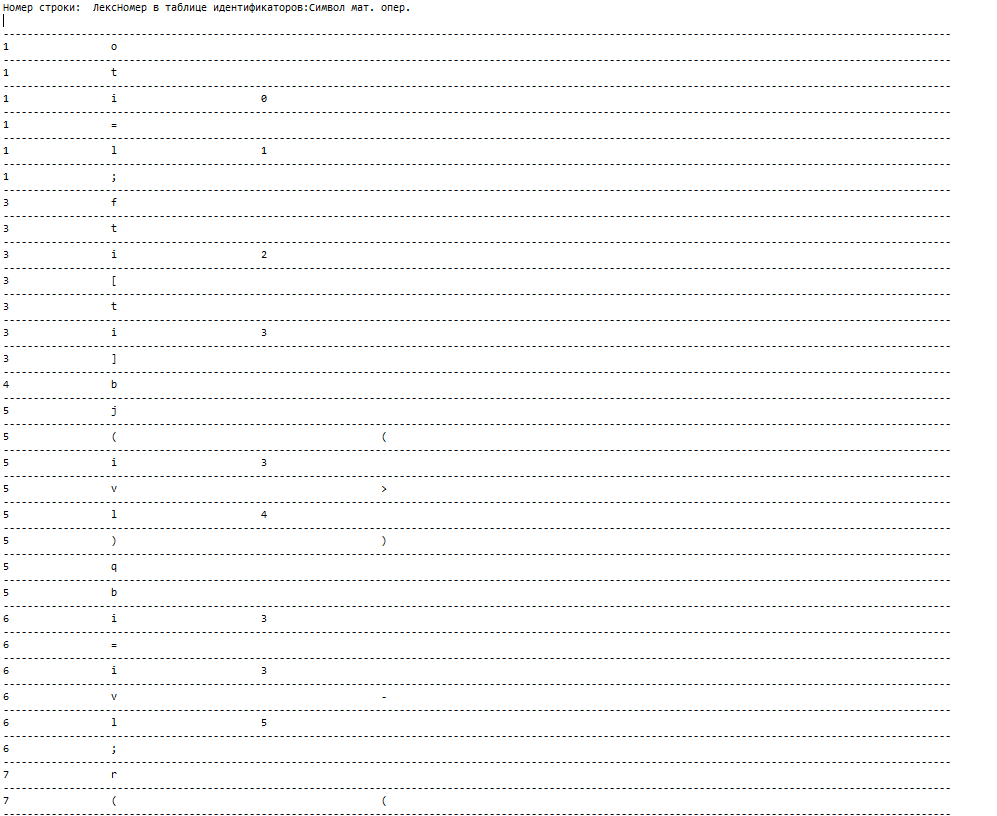 Номер строки:  ЛексНомер в таблице идентификаторов:Символ мат. опер.
--------------------------------------------------------------------------------
1 o
--------------------------------------------------------------------------------
1 t
--------------------------------------------------------------------------------
1 i 0
--------------------------------------------------------------------------------
1 =
--------------------------------------------------------------------------------
1 l 1
--------------------------------------------------------------------------------
1 ;
--------------------------------------------------------------------------------
3 f
--------------------------------------------------------------------------------
3 t
--------------------------------------------------------------------------------
3 i 2
--------------------------------------------------------------------------------
3 [
--------------------------------------------------------------------------------
3 t
--------------------------------------------------------------------------------
3 i 3
--------------------------------------------------------------------------------
3 ]
--------------------------------------------------------------------------------
4 b
--------------------------------------------------------------------------------
5 j
--------------------------------------------------------------------------------
5 ( (
--------------------------------------------------------------------------------
5 i 3
--------------------------------------------------------------------------------
5 v >
--------------------------------------------------------------------------------
5 l 4
--------------------------------------------------------------------------------
5 ) )
--------------------------------------------------------------------------------
5 q
--------------------------------------------------------------------------------
5 b
--------------------------------------------------------------------------------
6 i 3
--------------------------------------------------------------------------------
6 =
--------------------------------------------------------------------------------
6 i 3
--------------------------------------------------------------------------------
6 v -
--------------------------------------------------------------------------------
6 l 5
--------------------------------------------------------------------------------
6 ;
--------------------------------------------------------------------------------
7 r
--------------------------------------------------------------------------------
7 ( (
--------------------------------------------------------------------------------